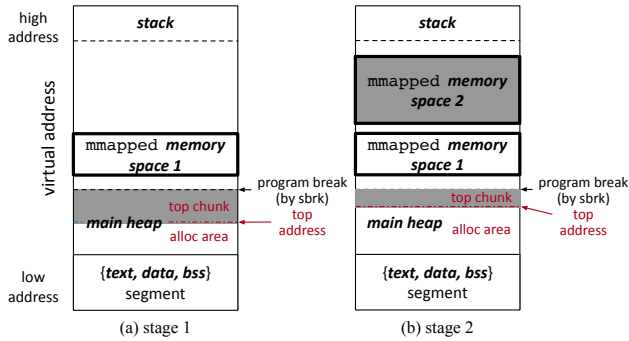 high
address
virtual address
low
address
stack
mmapped memory
space 1
top chunk
main heap
alloc area
{text, data, bss}
segment
(a) stage 1
program break
(by sbrk)
top
address
stack
mmapped memory
space 2
mmapped memory
space 1
top chunk
main heap
alloc area
{text, data, bss}
segment
(b) stage 2
program break
(by sbrk)
top
address